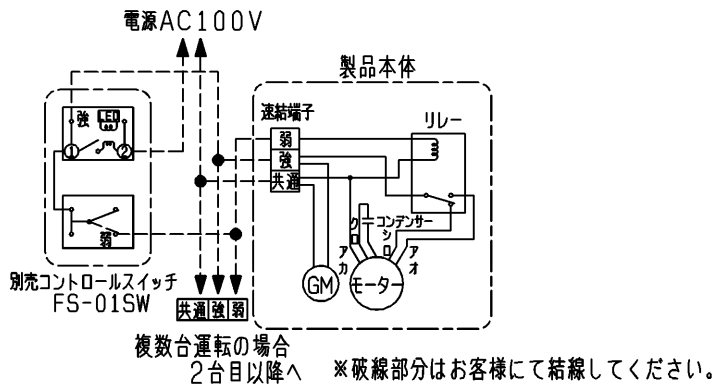 電源AC100V
製品本体
強 LED
① ②
弱
別売コントロールスイッチ
FS-01SW
速結端子
弱
強
共通
リレー
コンデンサー
クロ
シロ
アカ
アオ
GM
モーター
共通 強 弱
複数台運転の場合
2台目以降へ
※破線部分はお客様にて結線してください。